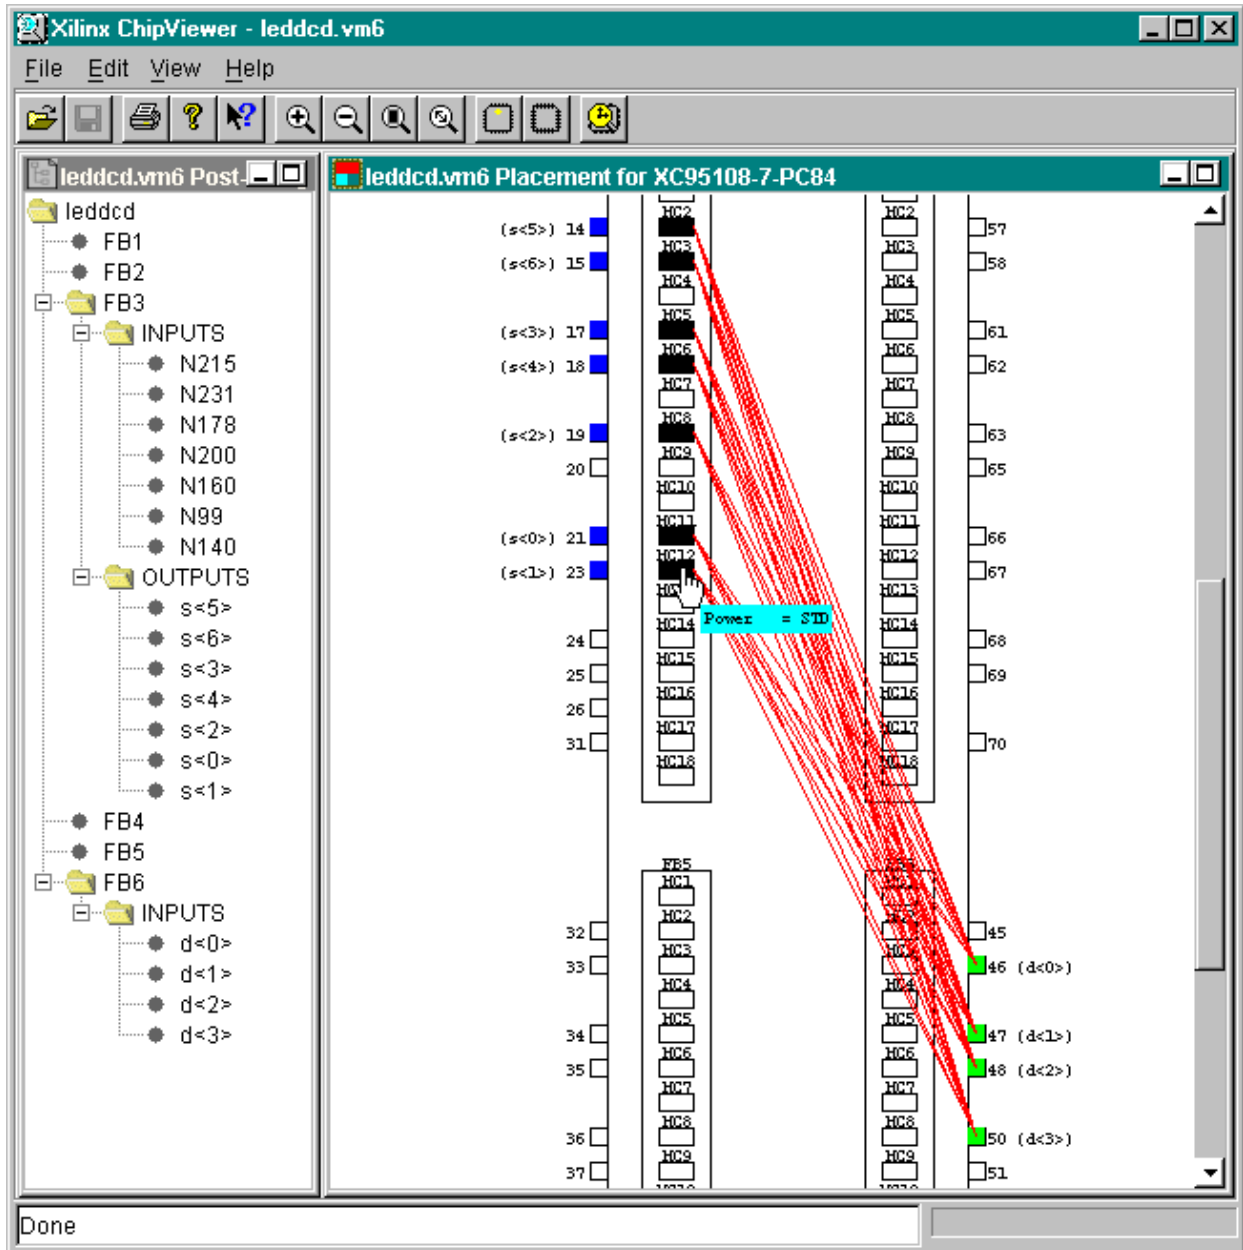 Xilinx ChipViewer - leddcd.vm6
File Edit View Help
leddcd.vm6 Post-
leddcd
FB1
FB2
FB3
INPUTS
N215
N231
N178
N200
N160
N99
N140
OUTPUTS
s<5>
s<6>
s<3>
s<4>
s<2>
s<0>
s<1>
FB4
FB5
FB6
INPUTS
d<0>
d<1>
d<2>
d<3>
leddcd.vm6 Placement for XC95108-7-PC84
(s<5>) 14
(s<6>) 15
(s<3>) 17
(s<4>) 18
(s<2>) 19
20
(s<0>) 21
(s<1>) 23
24
25
26
31
32
33
34
35
36
37
MC2
MC3
MC4
MC5
MC6
MC7
MC8
MC9
MC10
MC11
MC12
MC14
MC15
MC16
MC17
MC18
Power = STD
FB5
MC1
MC2
MC3
MC4
MC5
MC6
MC7
MC8
MC9
MC2
MC3
MC4
MC5
MC6
MC7
MC8
MC9
MC10
MC11
MC12
MC13
MC14
MC15
MC16
MC17
MC18
MC4
MC5
MC6
MC7
MC8
MC9
57
58
61
62
63
65
66
67
68
69
70
45
46 (d<0>)
47 (d<1>)
48 (d<2>)
50 (d<3>)
51
Done